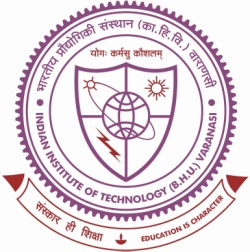 भारतीय प्रौद्योगिकी संस्थान (का.हि.वि.) वाराणसी
योगः कर्मसु कौशलम्
INDIAN INSTITUTE OF TECHNOLOGY (B.H.U.) VARANASI
संस्कार ही शिक्षा
EDUCATION IS CHARACTER